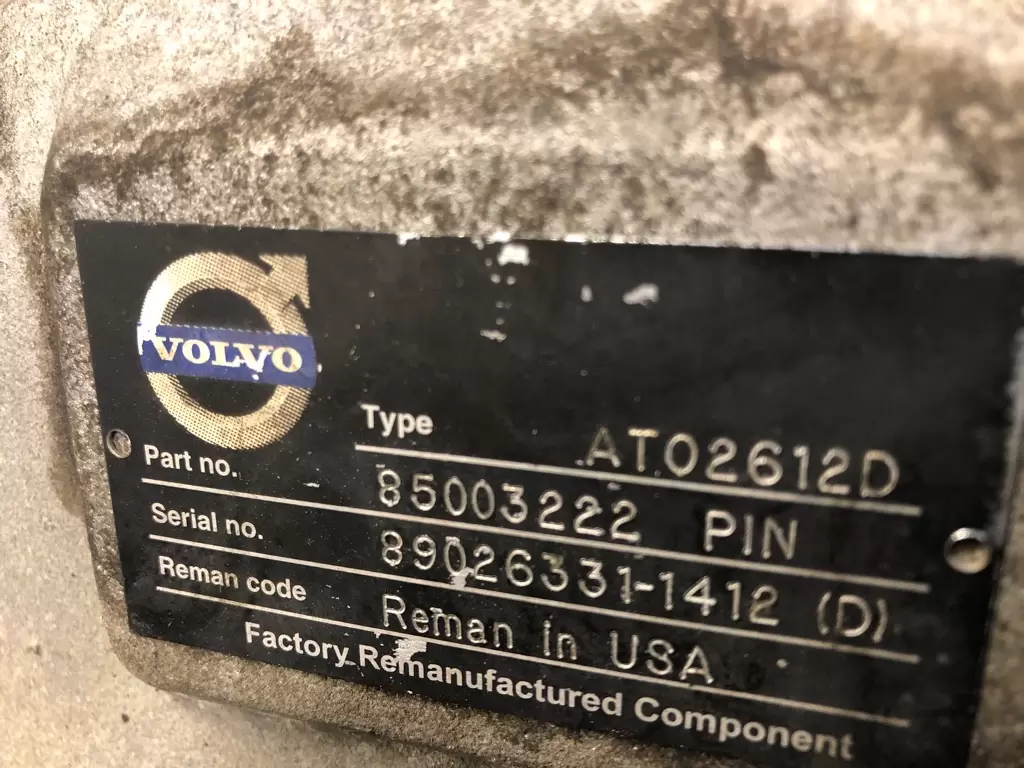 VOLVO
Type AT02612D
Part no. 85003222 PIN
Serial no. 89026331-1412 (D)
Reman code Reman in USA
Factory Remanufactured Component